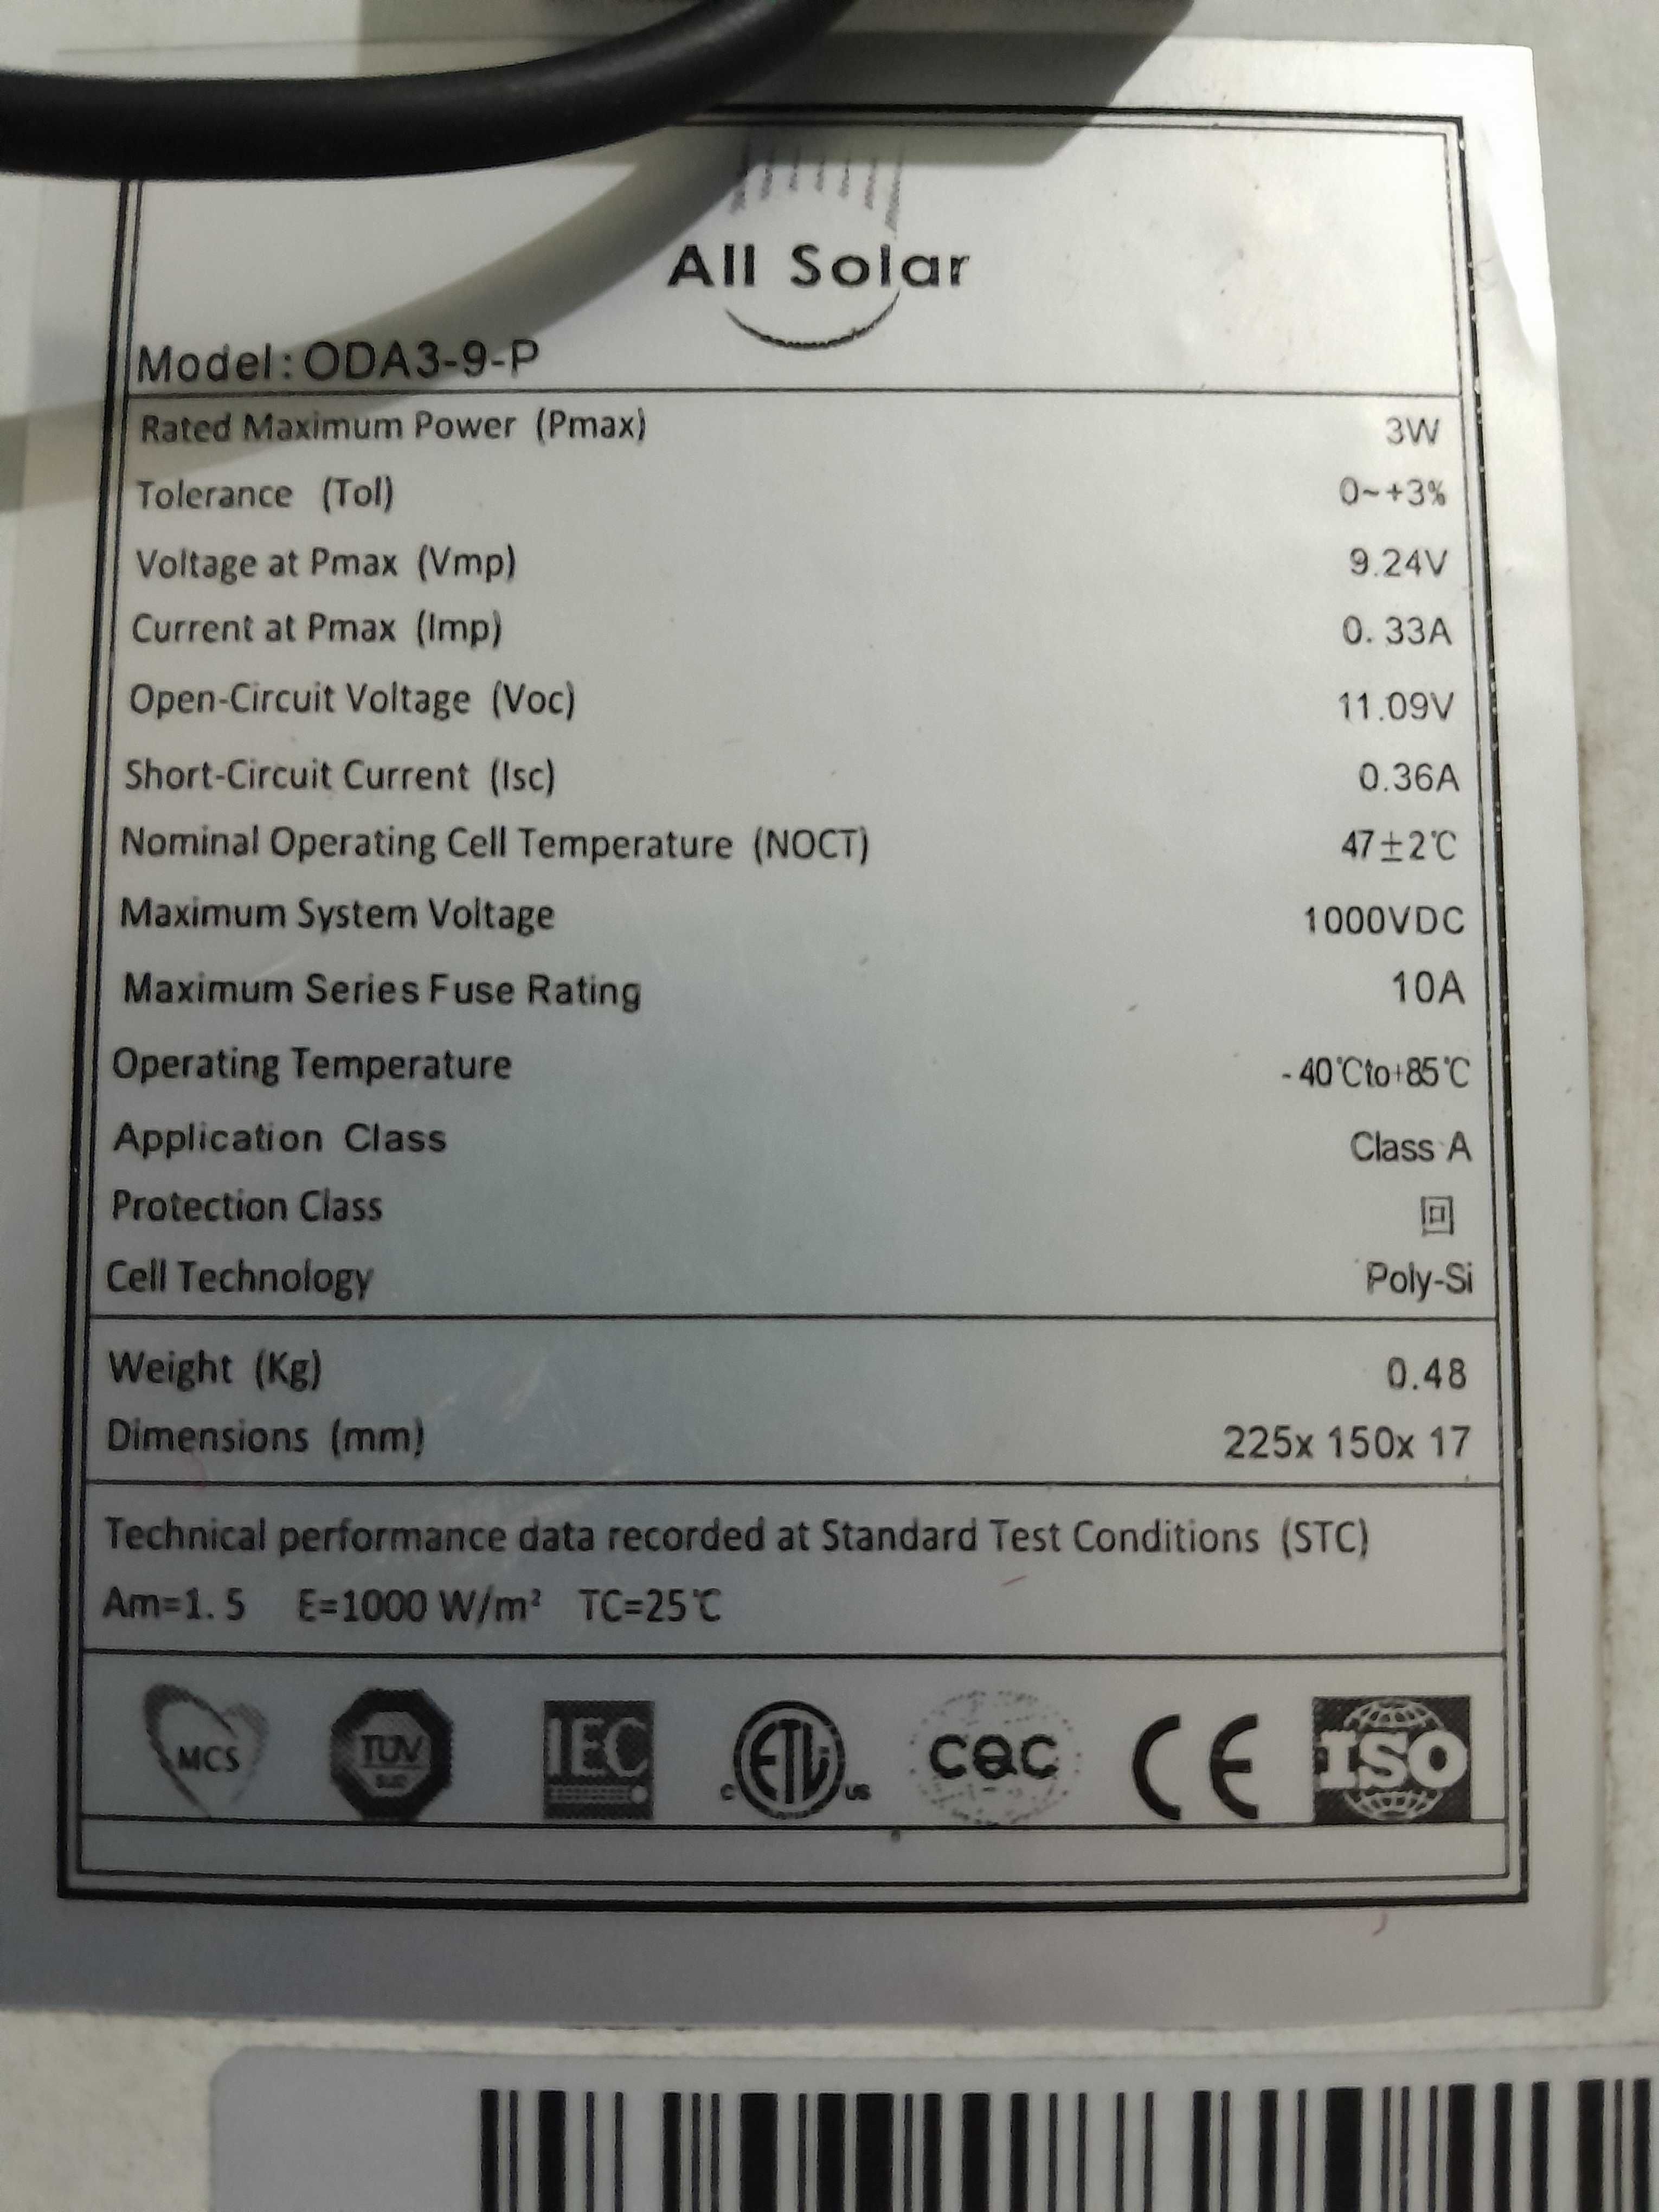 All Solar
Model: ODA3-9-P
Rated Maximum Power (Pmax) 3W
Tolerance (Tol) 0~+3%
Voltage at Pmax (Vmp) 9.24V
Current at Pmax (Imp) 0. 33A
Open-Circuit Voltage (Voc) 11.09V
Short-Circuit Current (Isc) 0.36A
Nominal Operating Cell Temperature (NOCT) 47±2℃
Maximum System Voltage 1000VDC
Maximum Series Fuse Rating 10A
Operating Temperature -40℃to+85℃
Application Class Class A
Protection Class
Cell Technology Poly-Si
Weight (Kg) 0.48
Dimensions (mm) 225x 150x 17
Technical performance data recorded at Standard Test Conditions (STC)
Am=1. 5 E=1000 W/m² TC=25℃
MCS TUV SUD IEC C ETL US cec CE ISO